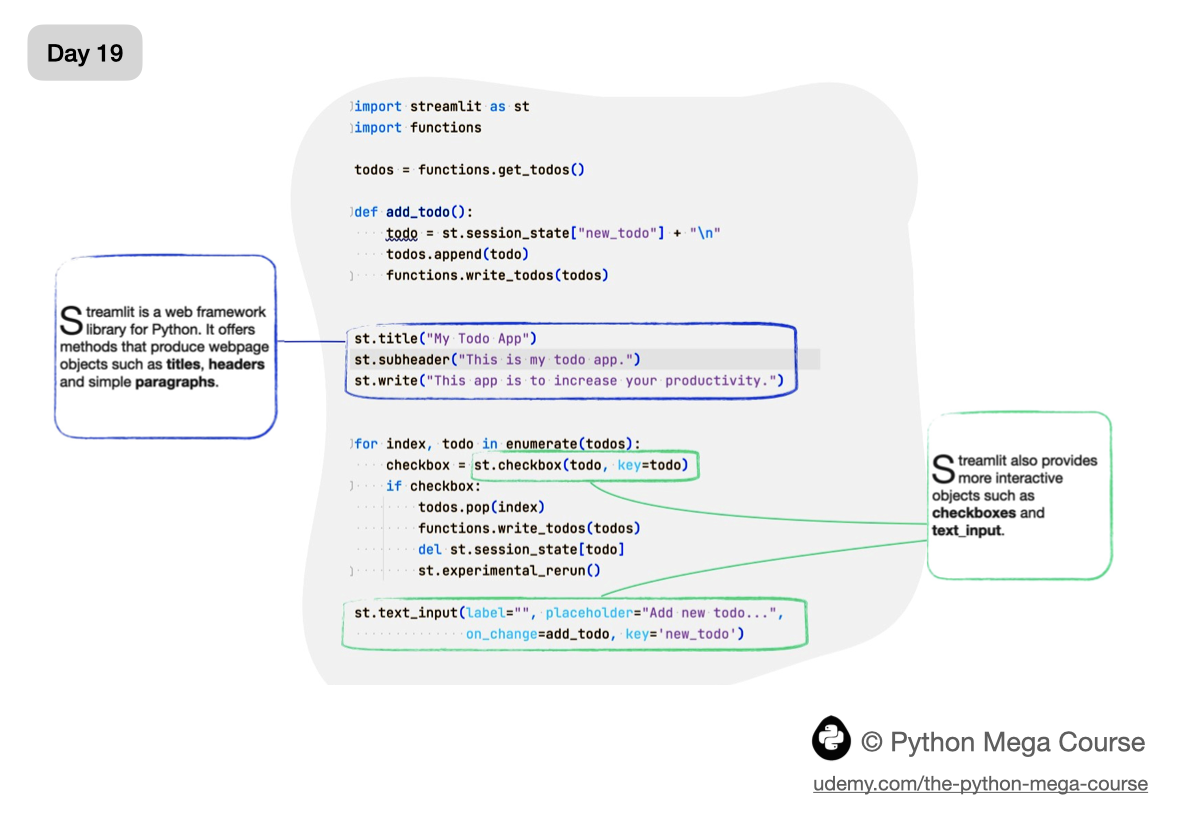 Day 19
import streamlit as st
import functions
todos = functions.get_todos()
def add_todo():
todo = st.session_state["new_todo"] + "\n"
todos.append(todo)
functions.write_todos(todos)
Streamlit is a web framework
library for Python. It offers
methods that produce webpage
objects such as titles, headers
and simple paragraphs.
st.title("My Todo App")
st.subheader("This is my todo app.")
st.write("This app is to increase your productivity.")
for index, todo in enumerate(todos):
checkbox = st.checkbox(todo, key=todo)
if checkbox:
todos.pop(index)
functions.write_todos(todos)
del st.session_state[todo]
st.experimental_rerun()
Streamlit also provides
more interactive
objects such as
checkboxes and
text_input.
st.text_input(label="", placeholder="Add new todo...",
on_change=add_todo, key='new_todo')
© Python Mega Course
udemy.com/the-python-mega-course